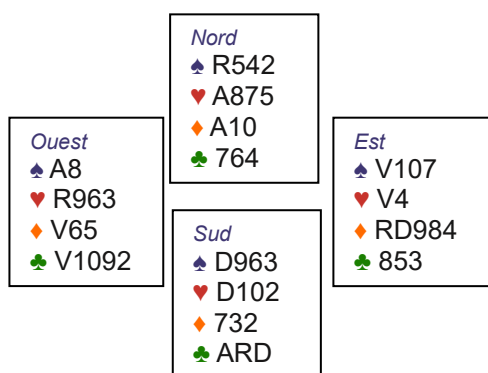 Nord
♠ R542
♥ A875
♦ A10
♣ 764
Ouest
♠ A8
♥ R963
♦ V65
♣ V1092
Est
♠ V107
♥ V4
♦ RD984
♣ 853
Sud
♠ D963
♥ D102
♦ 732
♣ ARD